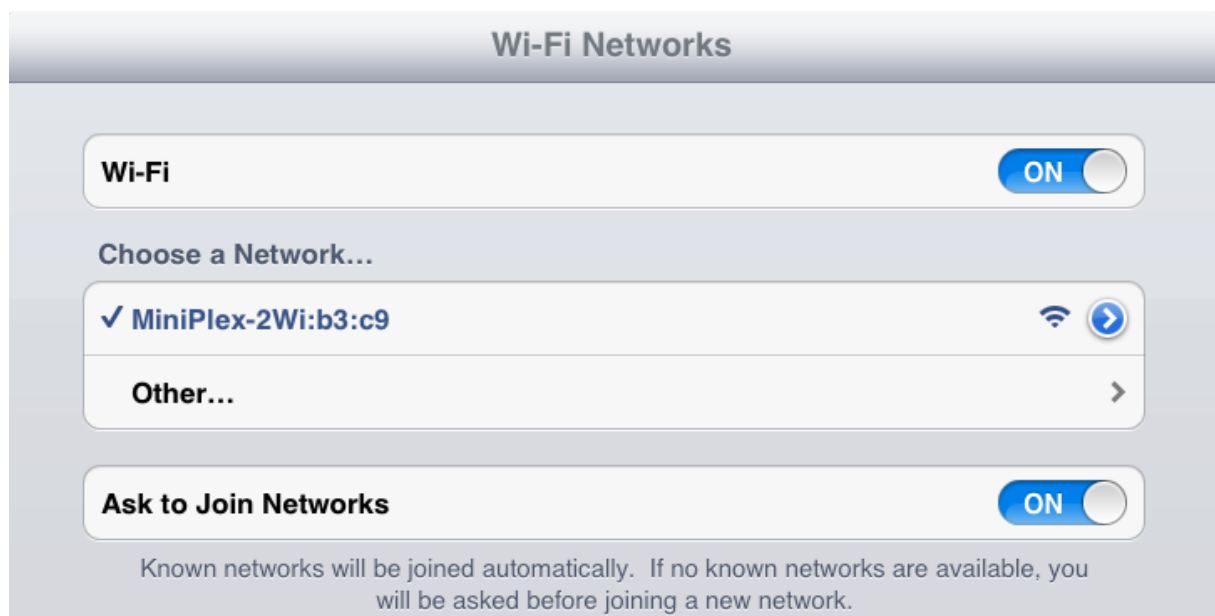 Wi-Fi Networks
Wi-Fi
ON
Choose a Network...
✓ MiniPlex-2Wi:b3:c9
Other...
Ask to Join Networks
ON
Known networks will be joined automatically.  If no known networks are available, you
will be asked before joining a new network.